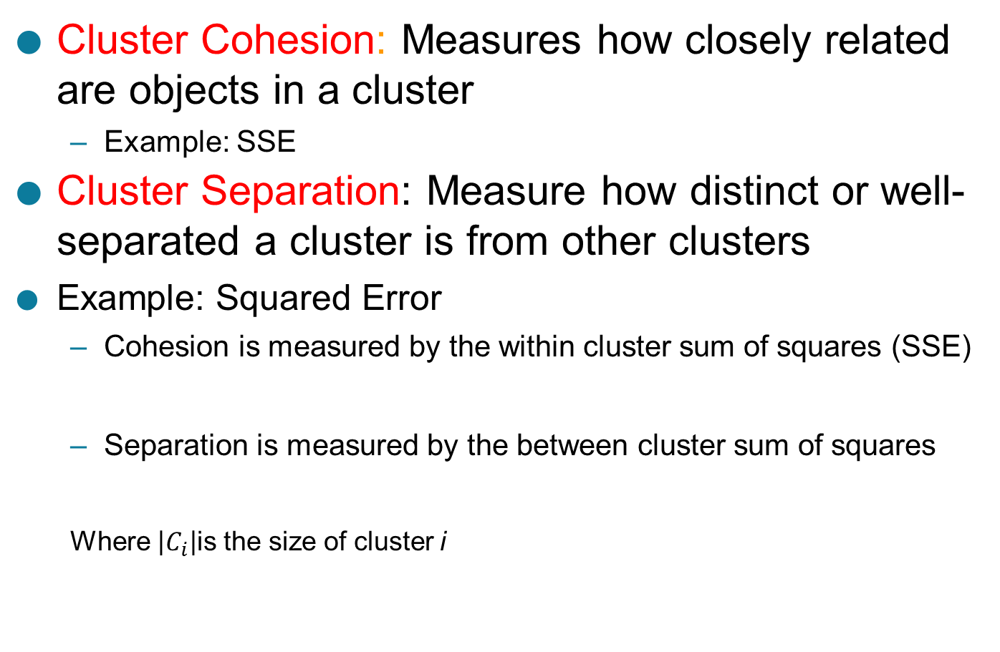 ● Cluster Cohesion: Measures how closely related
are objects in a cluster
– Example: SSE
● Cluster Separation: Measure how distinct or well-
separated a cluster is from other clusters
● Example: Squared Error
– Cohesion is measured by the within cluster sum of squares (SSE)
– Separation is measured by the between cluster sum of squares
Where |𝐶ᵢ|is the size of cluster i